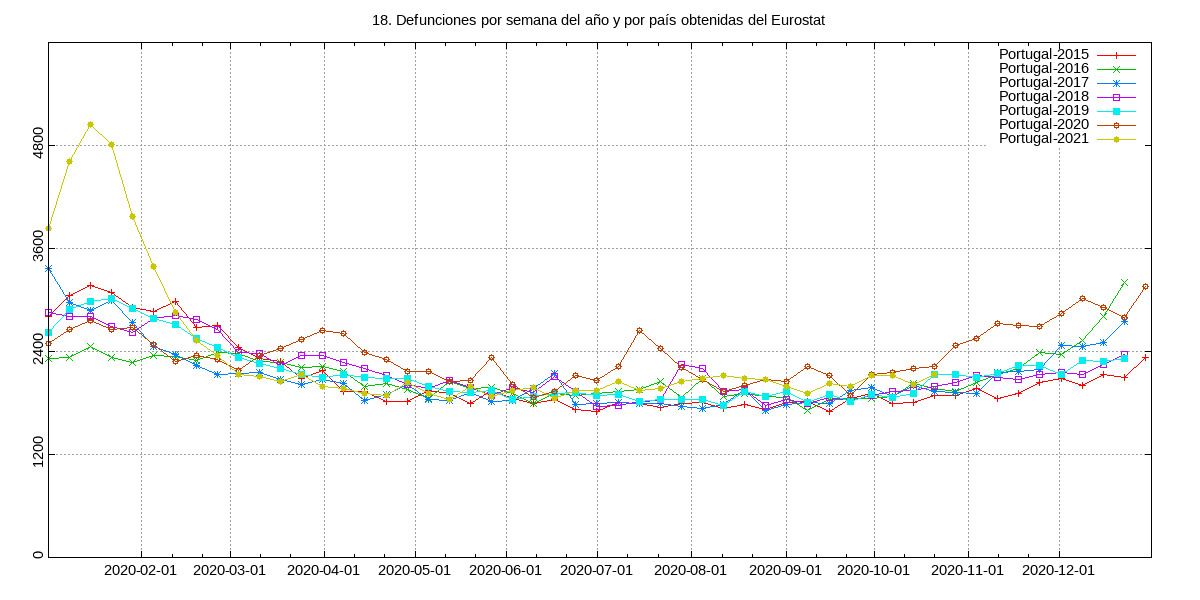 18. Defunciones por semana del año y por país obtenidas del Eurostat
Portugal-2015
Portugal-2016
Portugal-2017
Portugal-2018
Portugal-2019
Portugal-2020
Portugal-2021
4800
3600
2400
1200
0
2020-02-01 2020-03-01 2020-04-01 2020-05-01 2020-06-01 2020-07-01 2020-08-01 2020-09-01 2020-10-01 2020-11-01 2020-12-01